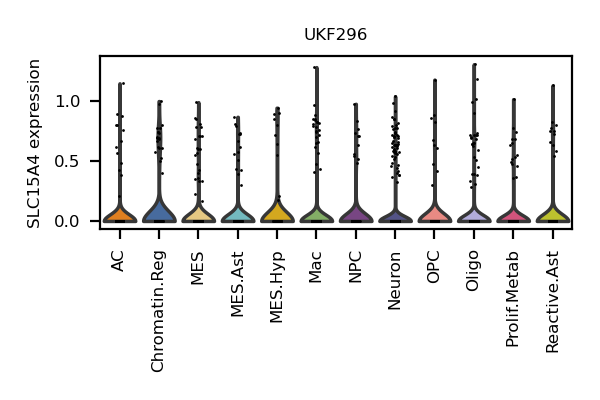 UKF296
SLC15A4 expression
1.0
0.5
0.0
AC
Chromatin.Reg
MES
MES.Ast
MES.Hyp
Mac
NPC
Neuron
OPC
Oligo
Prolif.Metab
Reactive.Ast